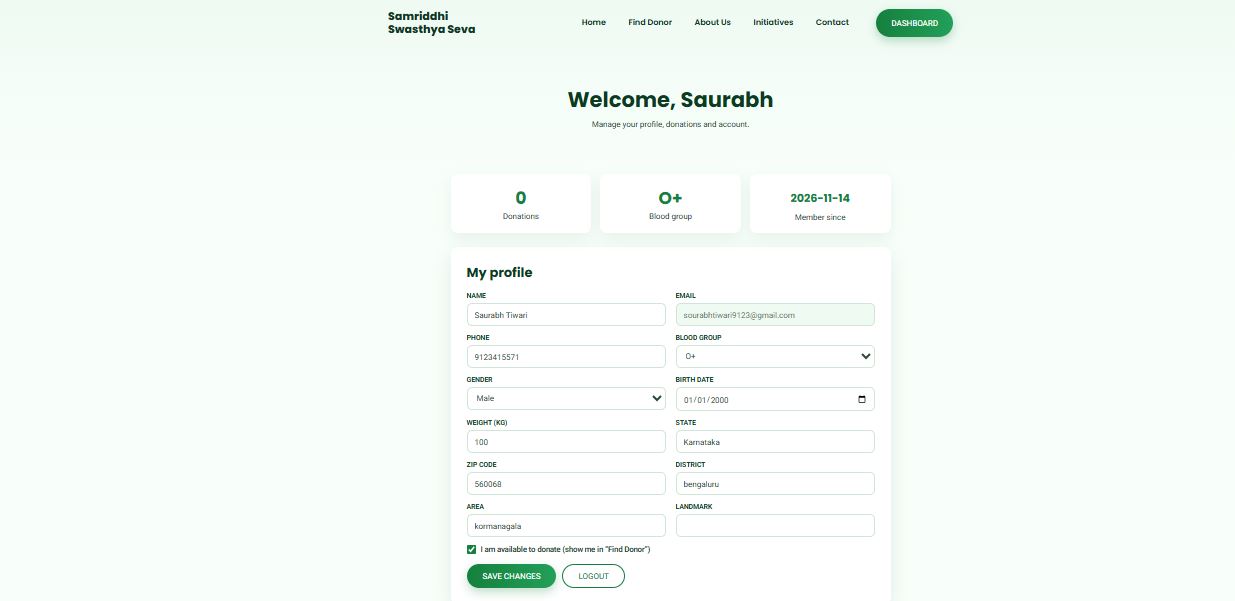 Samriddhi
Swasthya Seva
Home Find Donor About Us Initiatives Contact DASHBOARD
Welcome, Saurabh
Manage your profile, donations and account.
0 O+ 2026-11-14
Donations Blood group Member since
My profile
NAME EMAIL
Saurabh Tiwari sourabhtiwari9123@gmail.com
PHONE BLOOD GROUP
9123415571 O+
GENDER BIRTH DATE
Male 01/01/2000
WEIGHT (KG) STATE
100 Karnataka
ZIP CODE DISTRICT
560068 bengaluru
AREA LANDMARK
kormanagala
I am available to donate (show me in "Find Donor")
SAVE CHANGES LOGOUT